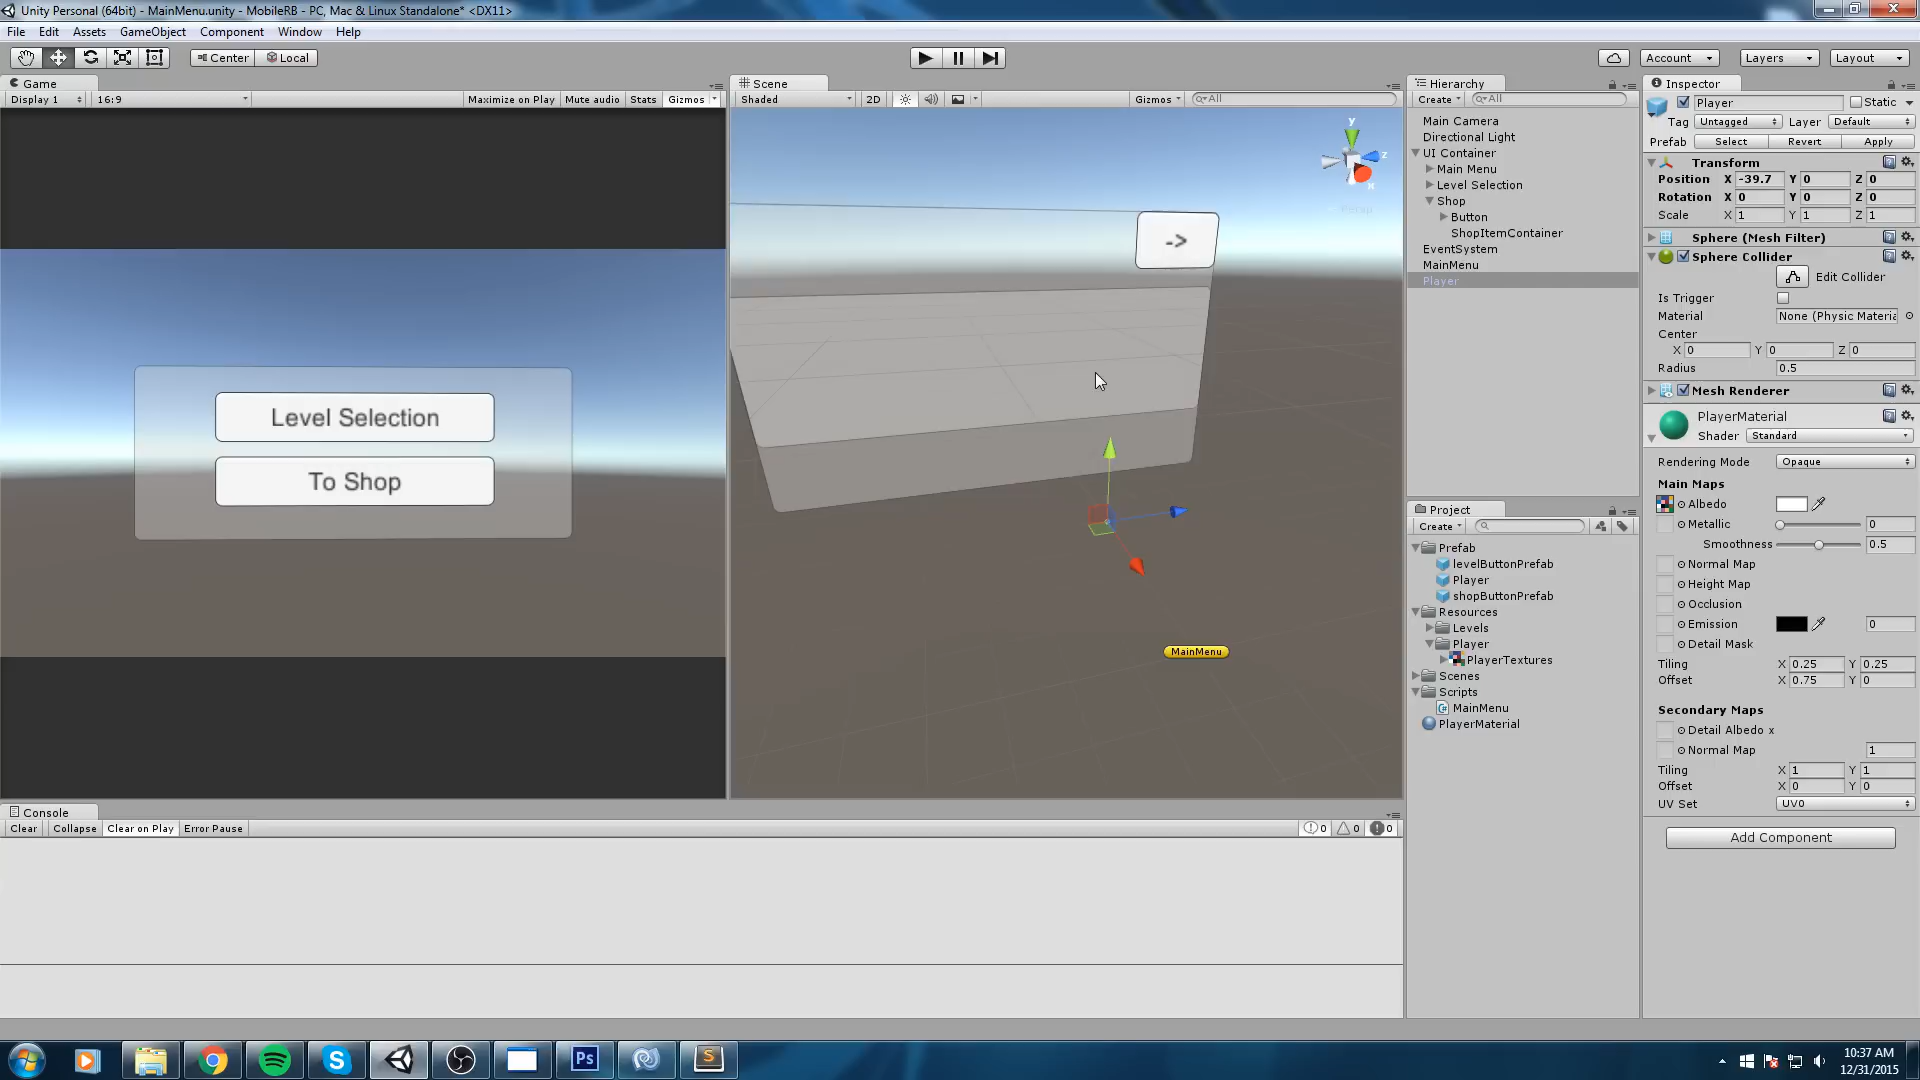 Unity Personal (64bit) - MainMenu.unity - MobileRB - PC, Mac & Linux Standalone* <DX11>
File Edit Assets GameObject Component Window Help
Center Local Account Layers Layout
Game
Display 1 16:9 Maximize on Play Mute audio Stats Gizmos
Level Selection
To Shop
Scene
Shaded 2D Gizmos All
y
z
x
->
MainMenu
Hierarchy
Create All
Main Camera
Directional Light
UI Container
Main Menu
Level Selection
Shop
Button
ShopItemContainer
EventSystem
MainMenu
Player
Project
Create
Prefab
levelButtonPrefab
Player
shopButtonPrefab
Resources
Levels
Player
PlayerTextures
Scenes
Scripts
MainMenu
PlayerMaterial
Inspector
Player Static
Tag Untagged Layer Default
Prefab Select Revert Apply
Transform
Position X -39.7 Y 0 Z 0
Rotation X 0 Y 0 Z 0
Scale X 1 Y 1 Z 1
Sphere (Mesh Filter)
Sphere Collider
Edit Collider
Is Trigger
Material None (Physic Materia
Center
X 0 Y 0 Z 0
Radius 0.5
Mesh Renderer
PlayerMaterial
Shader Standard
Rendering Mode Opaque
Main Maps
Albedo
Metallic 0
Smoothness 0.5
Normal Map
Height Map
Occlusion
Emission 0
Detail Mask
Tiling X 0.25 Y 0.25
Offset X 0.75 Y 0
Secondary Maps
Detail Albedo x
Normal Map 1
Tiling X 1 Y 1
Offset X 0 Y 0
UV Set UV0
Add Component
Console
Clear Collapse Clear on Play Error Pause 0 0 0
Ps
S
10:37 AM
12/31/2015